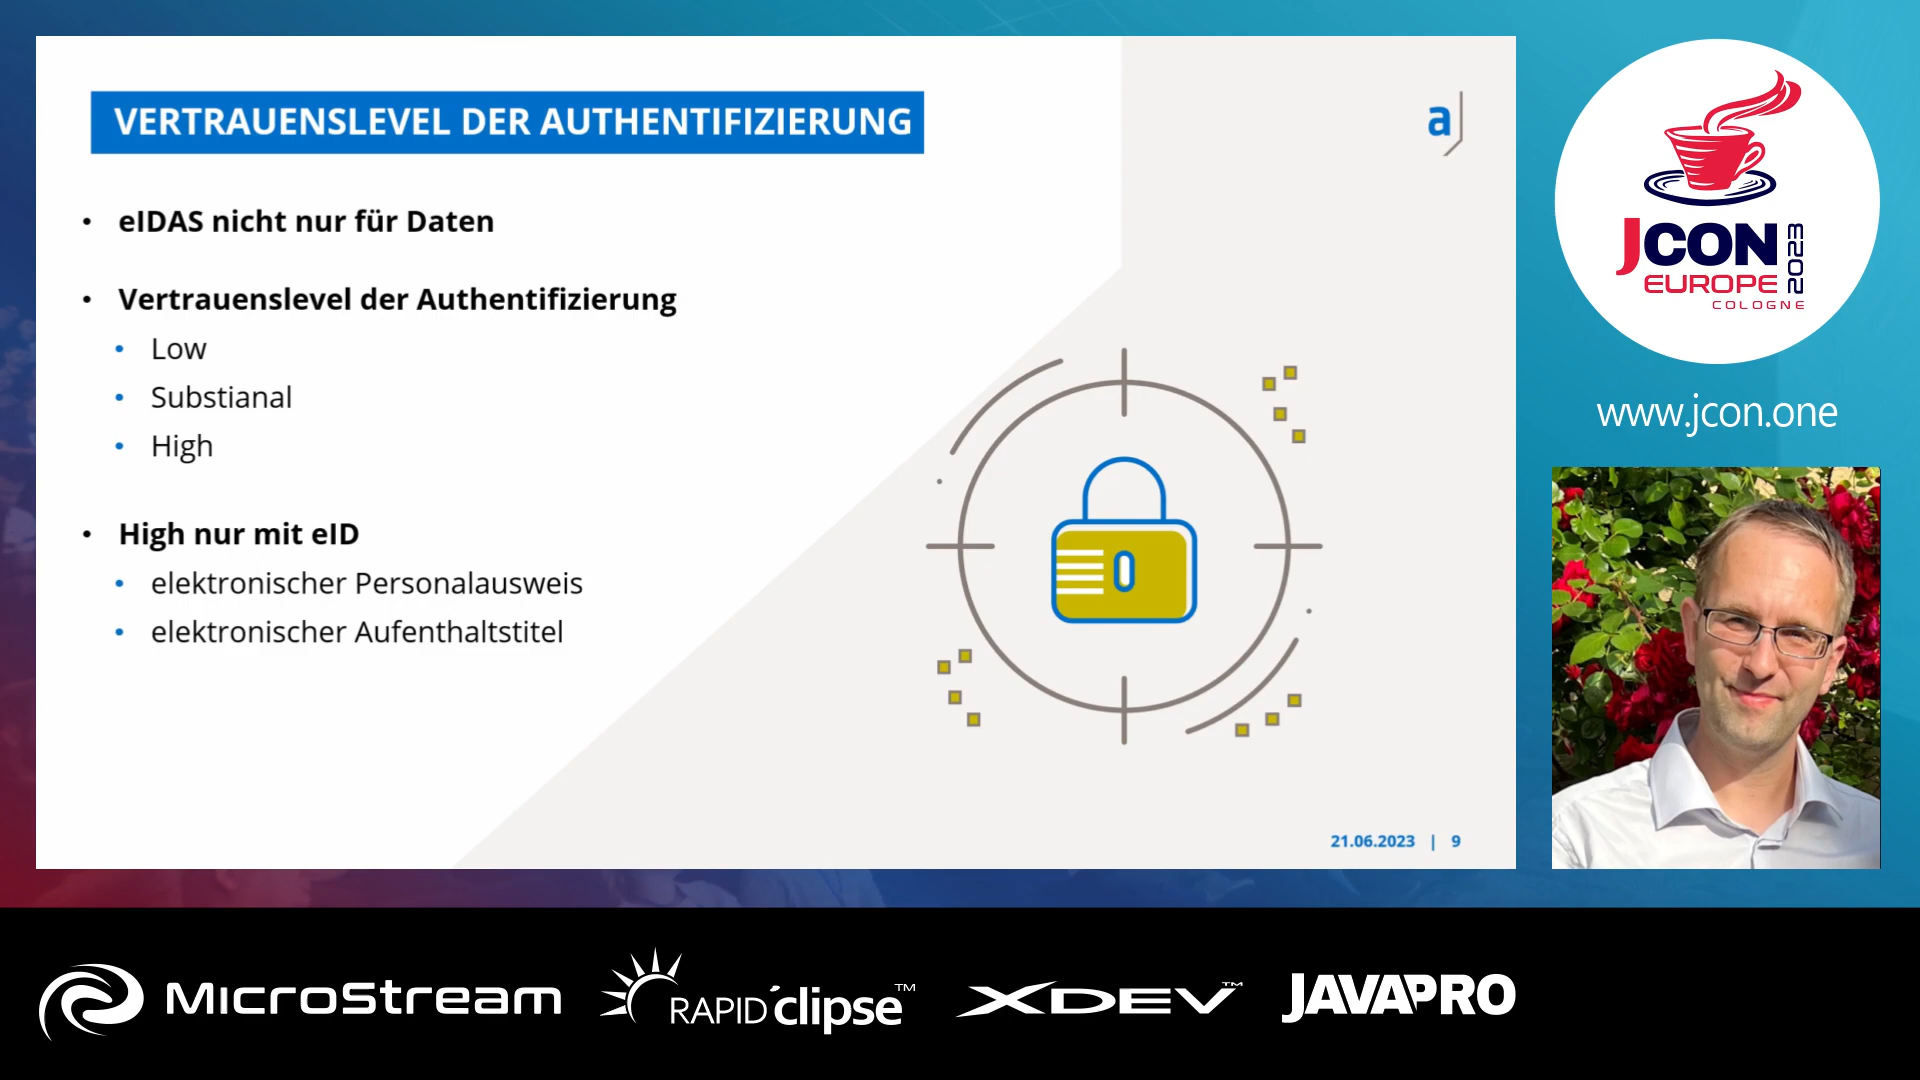 VERTRAUENSLEVEL DER AUTHENTIFIZIERUNG
a
• eIDAS nicht nur für Daten
• Vertrauenslevel der Authentifizierung
• Low
• Substianal
• High
• High nur mit eID
• elektronischer Personalausweis
• elektronischer Aufenthaltstitel
21.06.2023 | 9
JCON
EUROPE
2023
COLOGNE
www.jcon.one
MicroStream
RAPID'clipse™
XDEV™
JAVAPRO